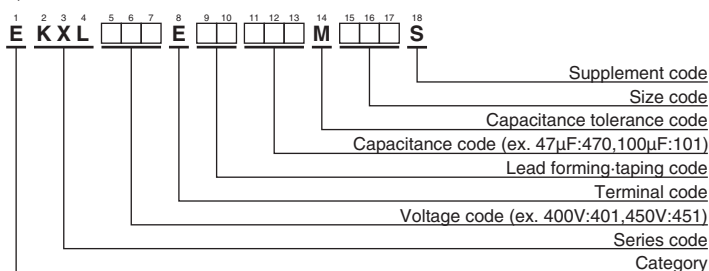 1 2 3 4 5 6 7 8 9 10 11 12 13 14 15 16 17 18
E KXL □□□ E □□ □□□ M □□□ S
Supplement code
Size code
Capacitance tolerance code
Capacitance code (ex. 47μF:470,100μF:101)
Lead forming·taping code
Terminal code
Voltage code (ex. 400V:401,450V:451)
Series code
Category